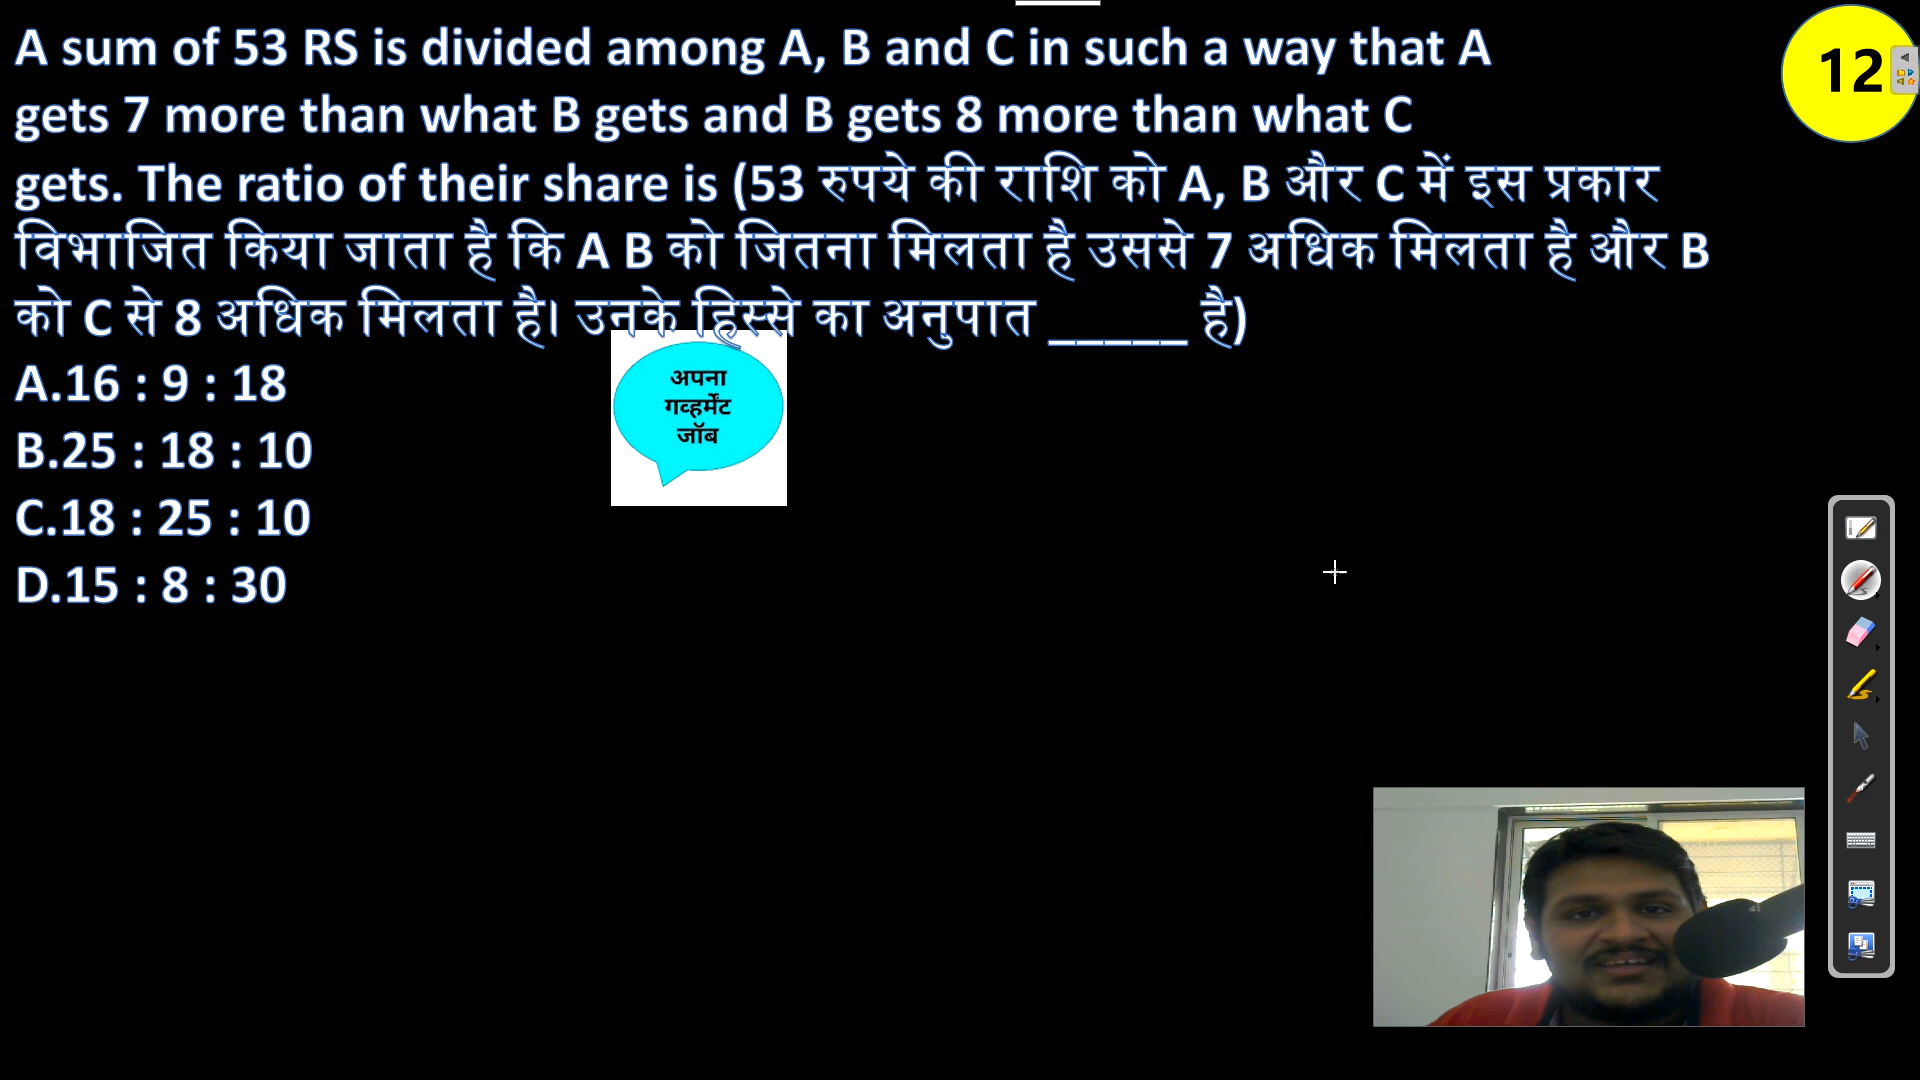 A sum of 53 RS is divided among A, B and C in such a way that A
gets 7 more than what B gets and B gets 8 more than what C
gets. The ratio of their share is (53 रुपये की राशि को A, B और C में इस प्रकार
विभाजित किया जाता है कि A B को जितना मिलता है उससे 7 अधिक मिलता है और B
को C से 8 अधिक मिलता है। उनके हिस्से का अनुपात _____ है)
A.16 : 9 : 18
B.25 : 18 : 10
C.18 : 25 : 10
D.15 : 8 : 30
12
अपना
गव्हर्मेंट
जॉब